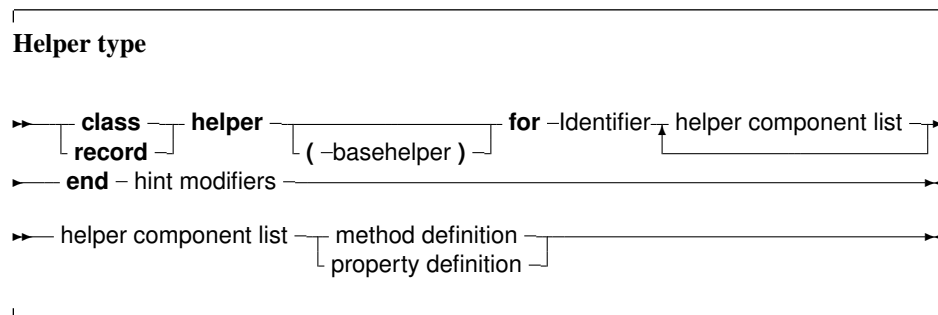 Helper type
class helper for Identifier helper component list
record ( basehelper )
end hint modifiers
helper component list method definition
property definition